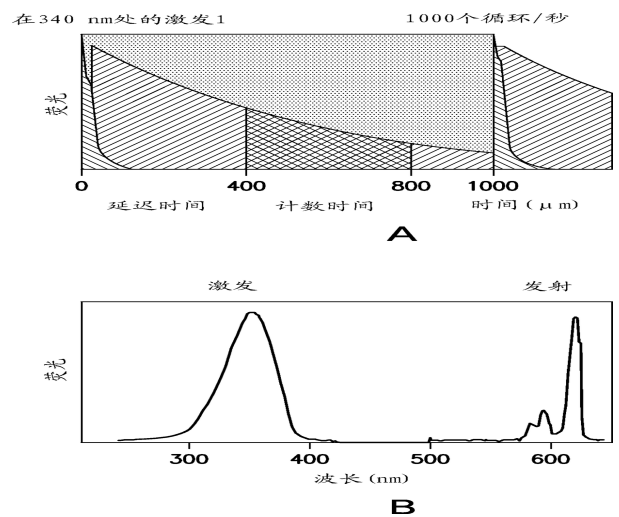 在340 nm处的激发1 1000个循环/秒
荧光
0 400 800 1000
延迟时间 计数时间 时间(μm)
A
激发 发射
荧光
300 400 500 600
波长(nm)
B